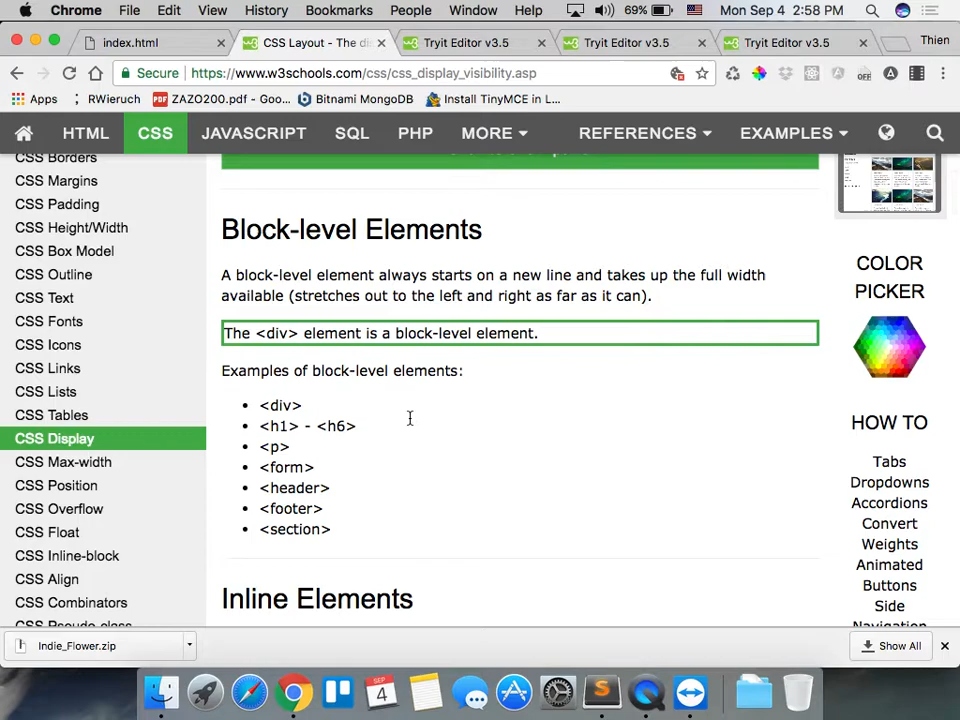 Chrome File Edit View History Bookmarks People Window Help 69% Mon Sep 4 2:58 PM
index.html × CSS Layout - The di × Tryit Editor v3.5 × Tryit Editor v3.5 × Tryit Editor v3.5 × Thien
Secure https://www.w3schools.com/css/css_display_visibility.asp
Apps RWieruch PDF ZAZO200.pdf - Goo... Bitnami MongoDB Install TinyMCE in L...
HTML CSS JAVASCRIPT SQL PHP MORE REFERENCES EXAMPLES
CSS Borders
CSS Margins
CSS Padding
CSS Height/Width
CSS Box Model
CSS Outline
CSS Text
CSS Fonts
CSS Icons
CSS Links
CSS Lists
CSS Tables
CSS Display
CSS Max-width
CSS Position
CSS Overflow
CSS Float
CSS Inline-block
CSS Align
CSS Combinators
CSS Pseudo-class
Block-level Elements
A block-level element always starts on a new line and takes up the full width
available (stretches out to the left and right as far as it can).
The <div> element is a block-level element.
Examples of block-level elements:
• <div>
• <h1> - <h6>
• <p>
• <form>
• <header>
• <footer>
• <section>
Inline Elements
COLOR
PICKER
HOW TO
Tabs
Dropdowns
Accordions
Convert
Weights
Animated
Buttons
Side
Navigation
Indie_Flower.zip
Show All ×
SEP
4